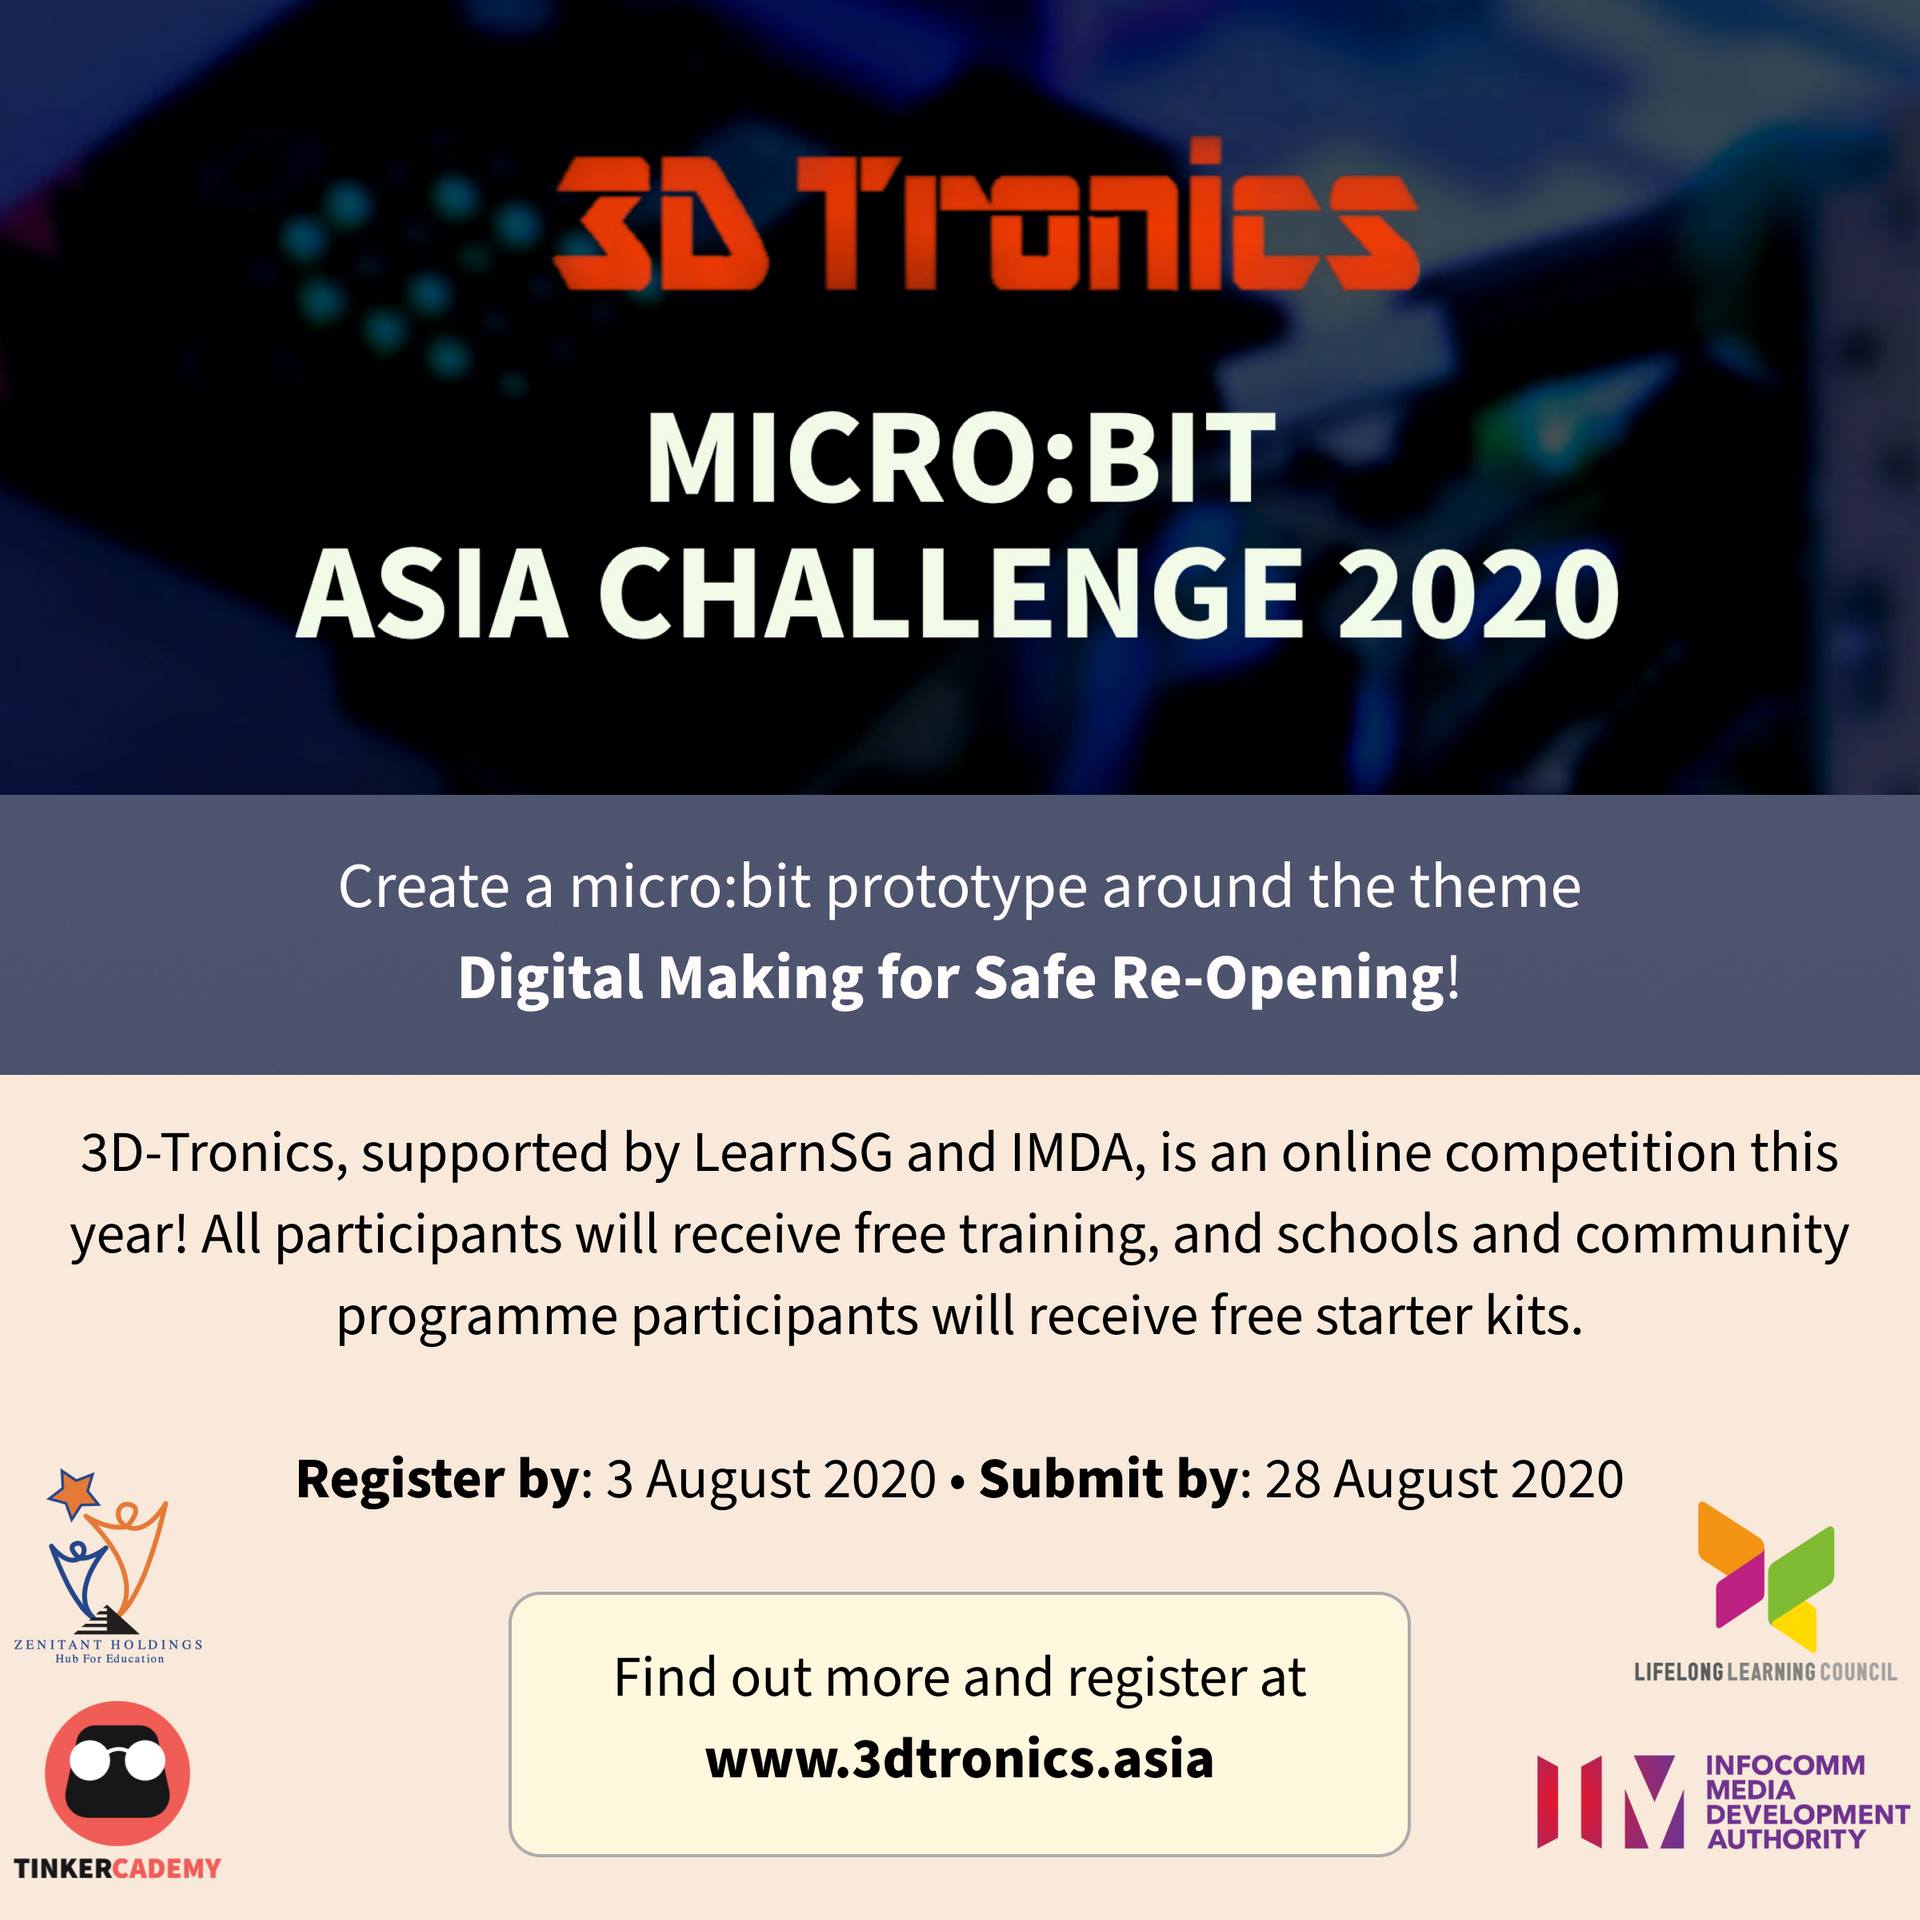 3D Tronics
MICRO:BIT
ASIA CHALLENGE 2020
Create a micro:bit prototype around the theme
Digital Making for Safe Re-Opening!
3D-Tronics, supported by LearnSG and IMDA, is an online competition this
year! All participants will receive free training, and schools and community
programme participants will receive free starter kits.
Register by: 3 August 2020 • Submit by: 28 August 2020
ZENITANT HOLDINGS
Hub For Education
TINKERCADEMY
Find out more and register at
www.3dtronics.asia
LIFELONG LEARNING COUNCIL
IM
INFOCOMM
MEDIA
DEVELOPMENT
AUTHORITY